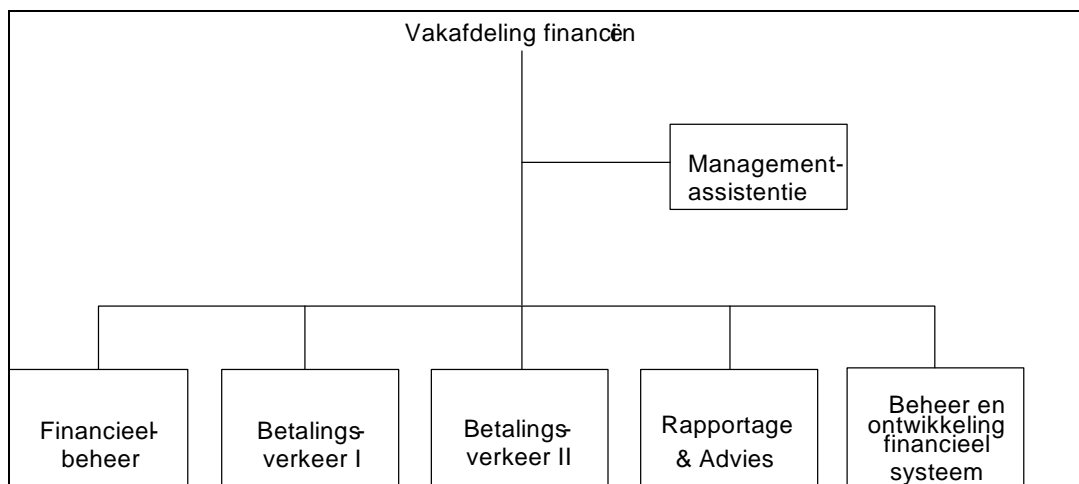 Vakafdeling financiën
Management-
assistentie
Financieel-
beheer
Betalings-
verkeer I
Betalings-
verkeer II
Rapportage
& Advies
Beheer en
ontwikkeling
financieel
systeem